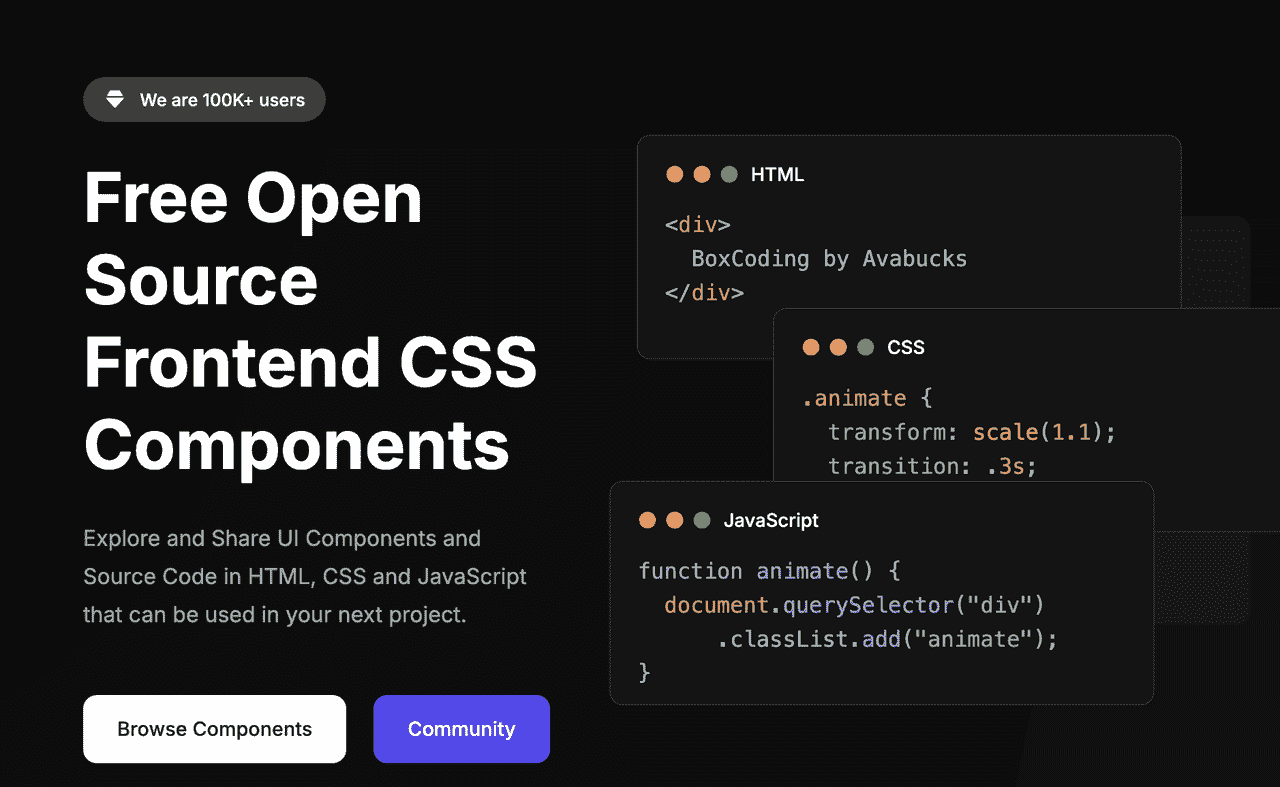 We are 100K+ users
Free Open
Source
Frontend CSS
Components
Explore and Share UI Components and
Source Code in HTML, CSS and JavaScript
that can be used in your next project.
Browse Components
Community
HTML
<div>
  BoxCoding by Avabucks
</div>
CSS
.animate {
  transform: scale(1.1);
  transition: .3s;
JavaScript
function animate() {
  document.querySelector("div")
      .classList.add("animate");
}